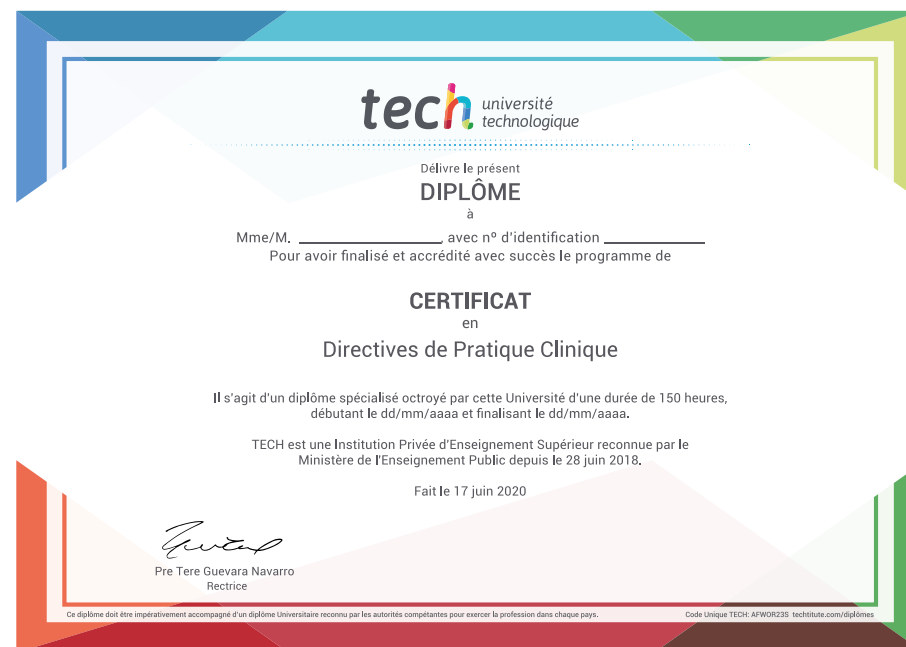 tech université
technologique
Délivre le présent
DIPLÔME
à
Mme/M. ____________________, avec nº d'identification ______________
Pour avoir finalisé et accrédité avec succès le programme de
CERTIFICAT
en
Directives de Pratique Clinique
Il s'agit d'un diplôme spécialisé octroyé par cette Université d'une durée de 150 heures,
débutant le dd/mm/aaaa et finalisant le dd/mm/aaaa.
TECH est une Institution Privée d'Enseignement Supérieur reconnue par le
Ministère de l'Enseignement Public depuis le 28 juin 2018.
Fait le 17 juin 2020
Pre Tere Guevara Navarro
Rectrice
Ce diplôme doit être impérativement accompagné d'un diplôme Universitaire reconnu par les autorités compétantes pour exercer la profession dans chaque pays.
Code Unique TECH: AFWOR23S techtitute.com/diplômes